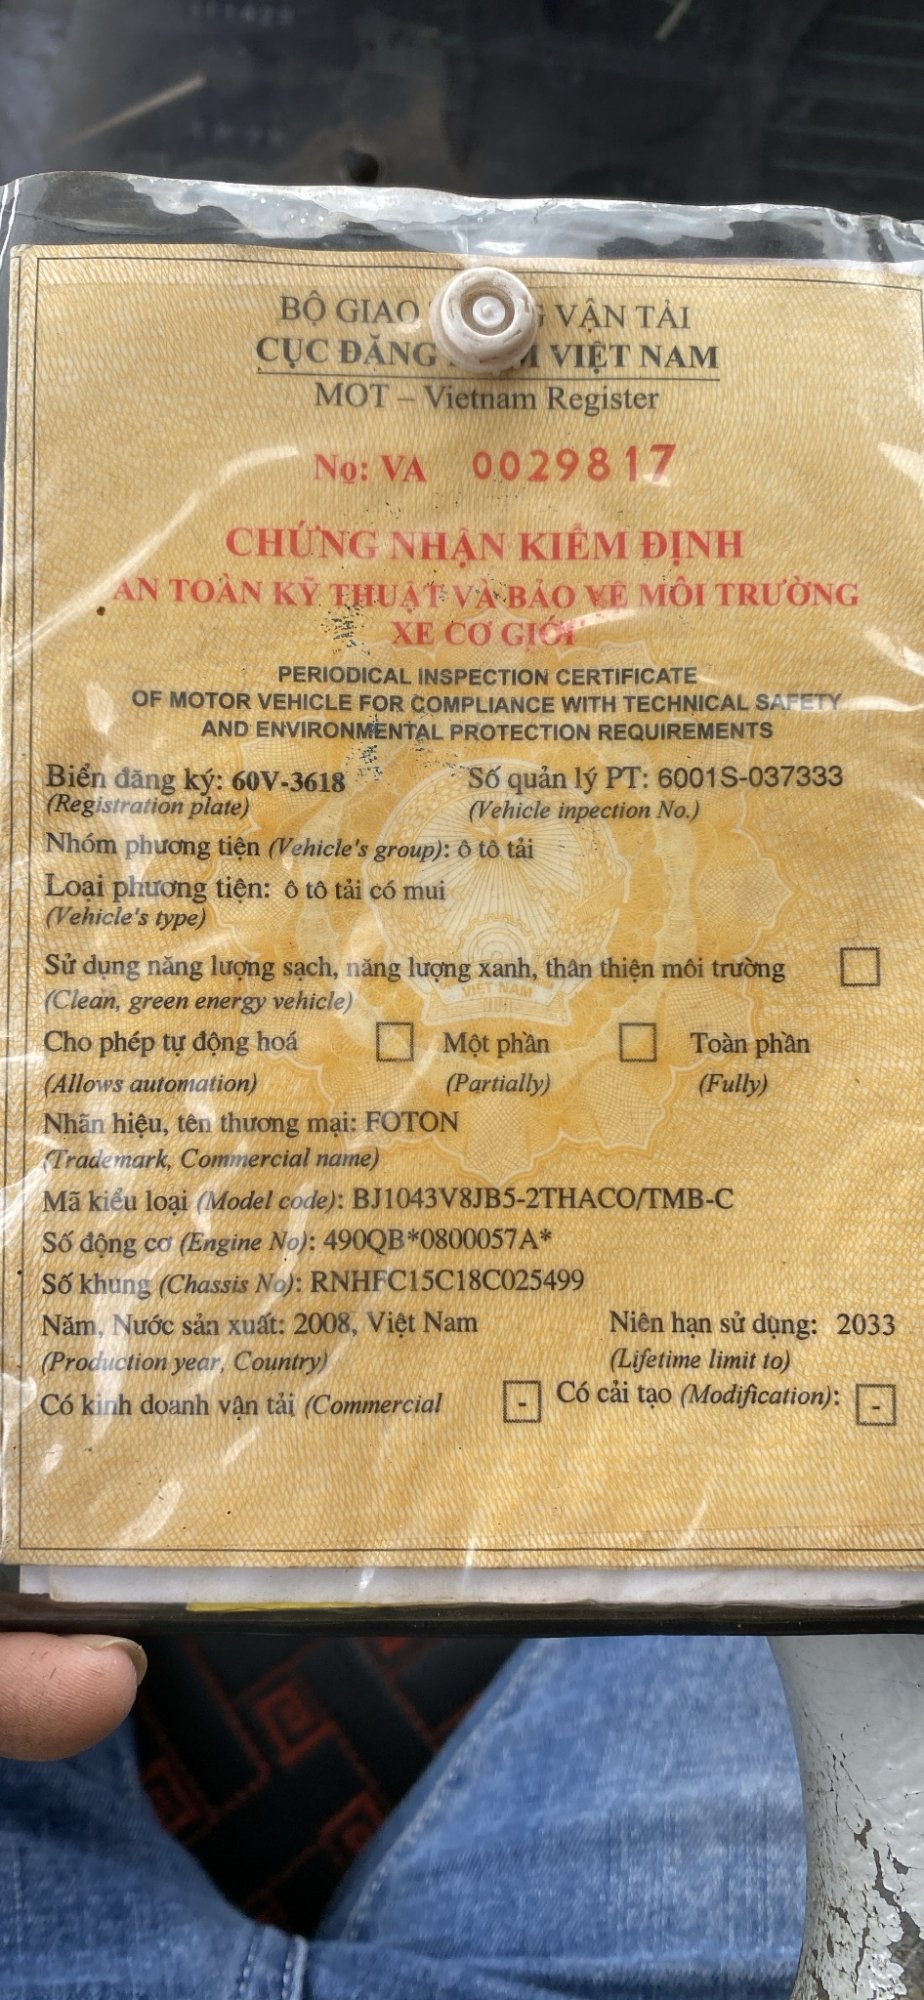 BỘ GIAO VẬN TẢI
CỤC ĐĂNG VIỆT NAM
MOT – Vietnam Register
No: VA 0029817
CHỨNG NHẬN KIỂM ĐỊNH
AN TOÀN KỸ THUẬT VÀ BẢO VỆ MÔI TRƯỜNG
XE CƠ GIỚI
PERIODICAL INSPECTION CERTIFICATE
OF MOTOR VEHICLE FOR COMPLIANCE WITH TECHNICAL SAFETY
AND ENVIRONMENTAL PROTECTION REQUIREMENTS
Biển đăng ký: 60V-3618 Số quản lý PT: 6001S-037333
(Registration plate) (Vehicle inpection No.)
Nhóm phương tiện (Vehicle's group): ô tô tải
Loại phương tiện: ô tô tải có mui
(Vehicle's type)
Sử dụng năng lượng sạch, năng lượng xanh, thân thiện môi trường
VIỆT NAM
(Clean, green energy vehicle)
Cho phép tự động hoá Một phần Toàn phần
(Allows automation) (Partially) (Fully)
Nhãn hiệu, tên thương mại: FOTON
(Trademark, Commercial name)
Mã kiểu loại (Model code): BJ1043V8JB5-2THACO/TMB-C
Số động cơ (Engine No): 490QB*0800057A*
Số khung (Chassis No): RNHFC15C18C025499
Năm, Nước sản xuất: 2008, Việt Nam Niên hạn sử dụng: 2033
(Production year, Country) (Lifetime limit to)
Có kinh doanh vận tải (Commercial - Có cải tạo (Modification): -